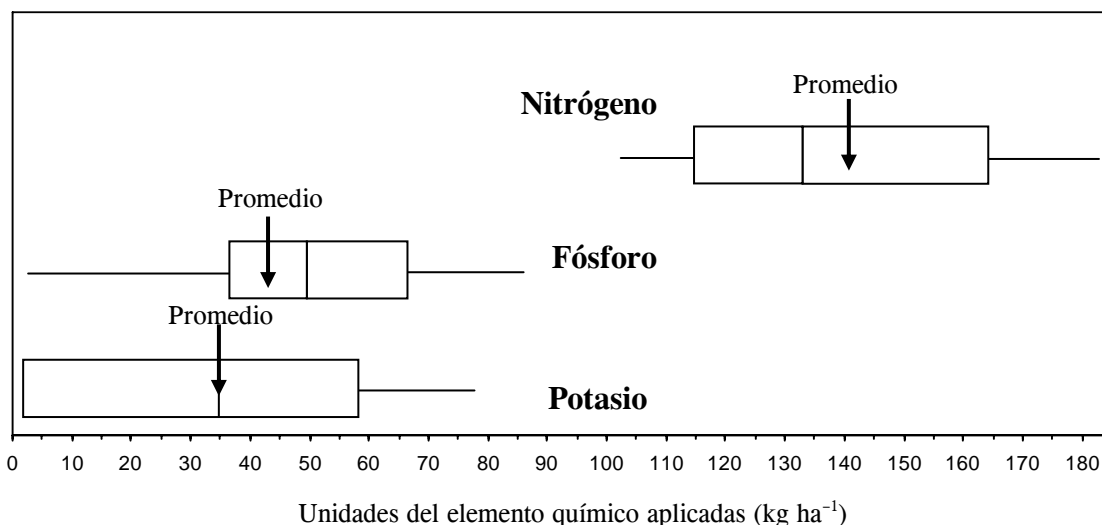 Promedio
Nitrógeno
Promedio
Fósforo
Promedio
Potasio
0 10 20 30 40 50 60 70 80 90 100 110 120 130 140 150 160 170 180
Unidades del elemento químico aplicadas (kg ha⁻¹)